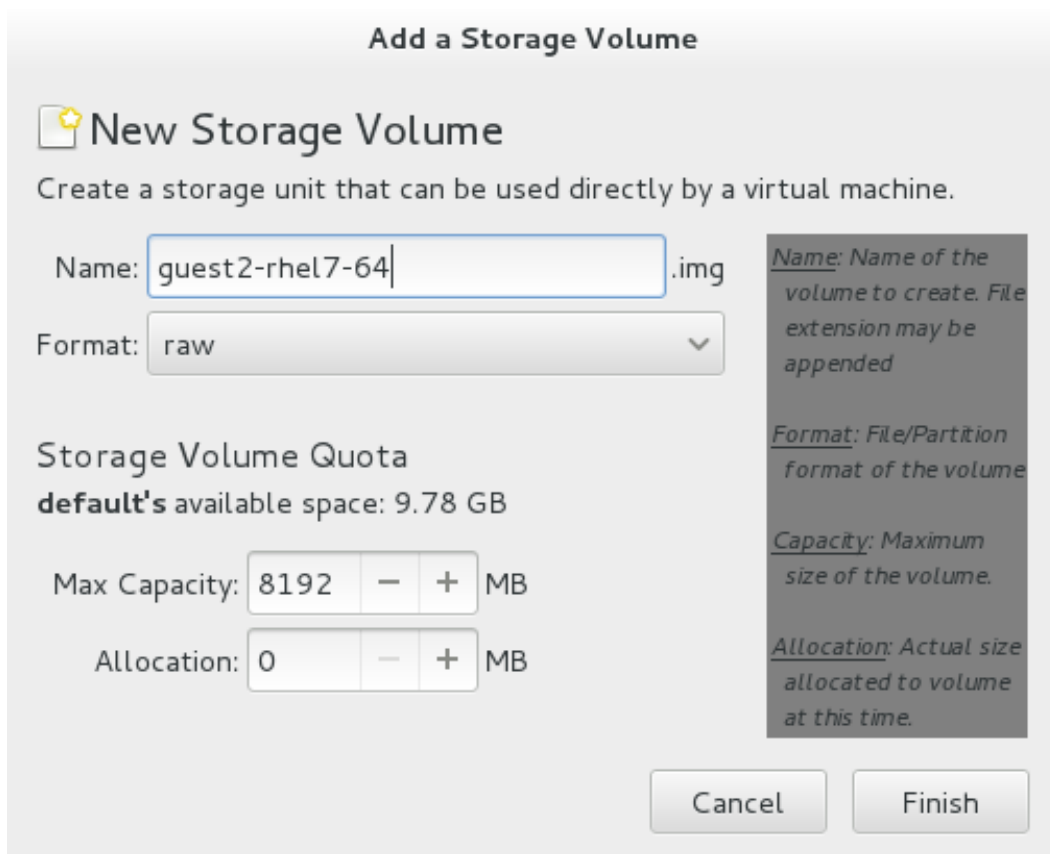 Add a Storage Volume
New Storage Volume
Create a storage unit that can be used directly by a virtual machine.
Name: guest2-rhel7-64 .img
Format: raw
Storage Volume Quota
default's available space: 9.78 GB
Max Capacity: 8192 − + MB
Allocation: 0 − + MB
Name: Name of the
volume to create. File
extension may be
appended
Format: File/Partition
format of the volume
Capacity: Maximum
size of the volume.
Allocation: Actual size
allocated to volume
at this time.
Cancel Finish